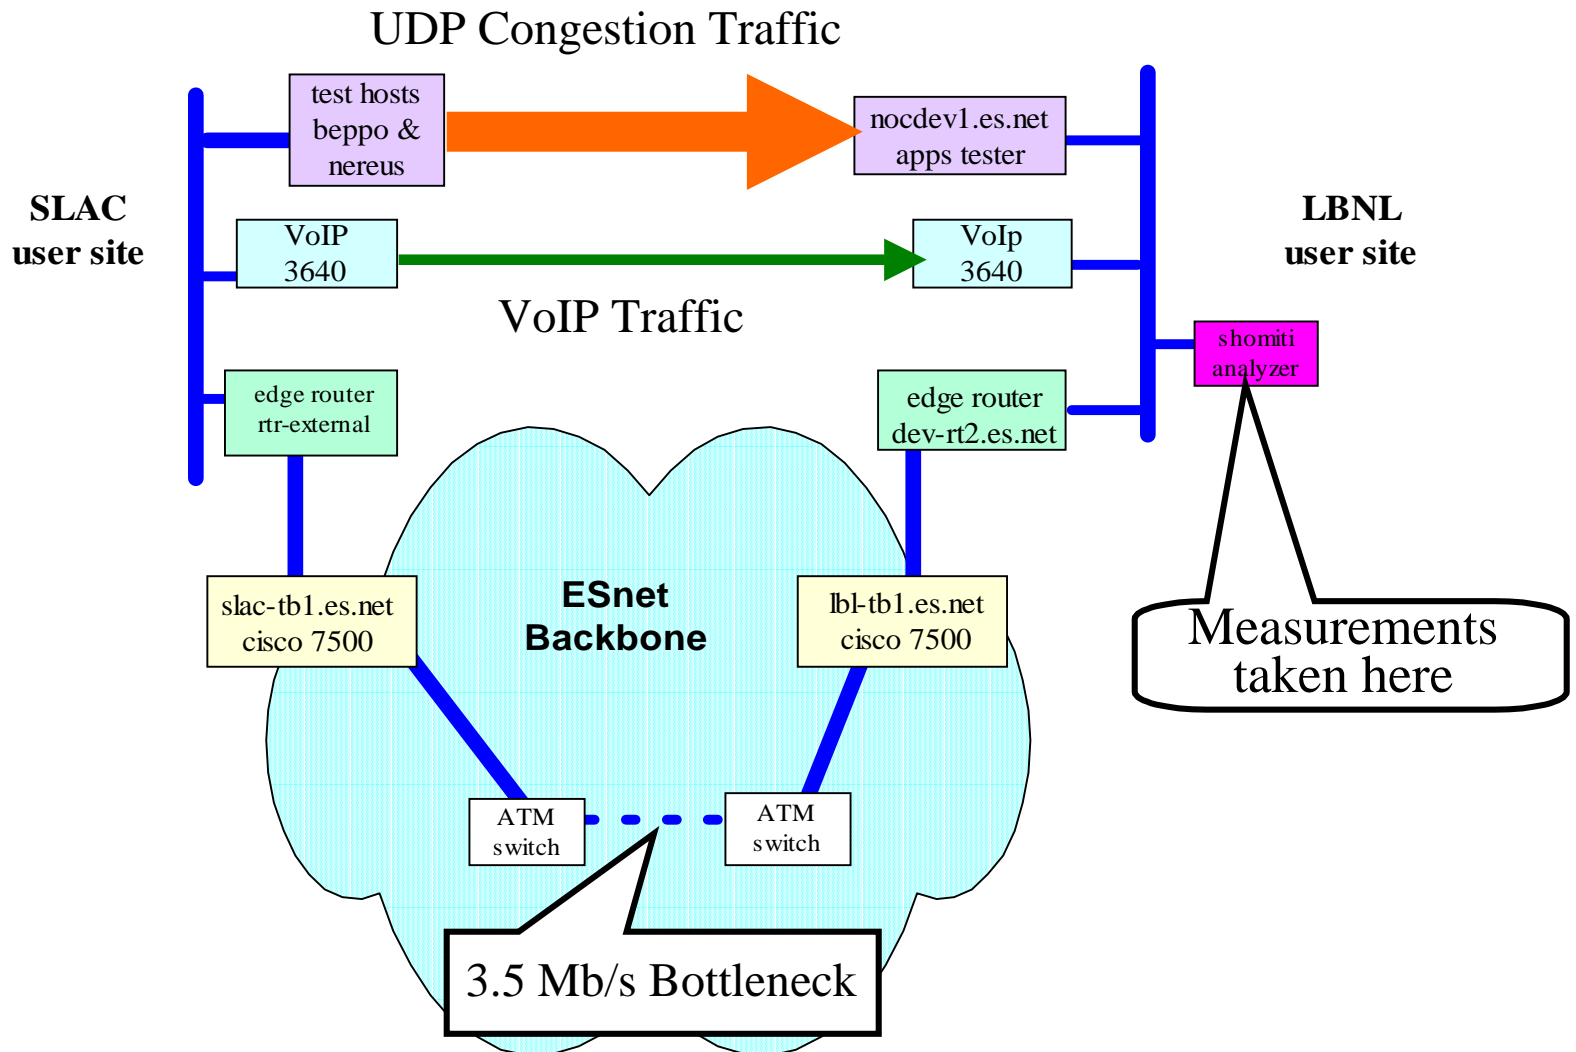 UDP Congestion Traffic
test hosts
beppo &
nereus
nocdev1.es.net
apps tester
SLAC
user site
VoIP
3640
VoIp
3640
LBNL
user site
VoIP Traffic
shomiti
analyzer
edge router
rtr-external
edge router
dev-rt2.es.net
ESnet
Backbone
slac-tb1.es.net
cisco 7500
lbl-tb1.es.net
cisco 7500
Measurements
taken here
ATM
switch
ATM
switch
3.5 Mb/s Bottleneck